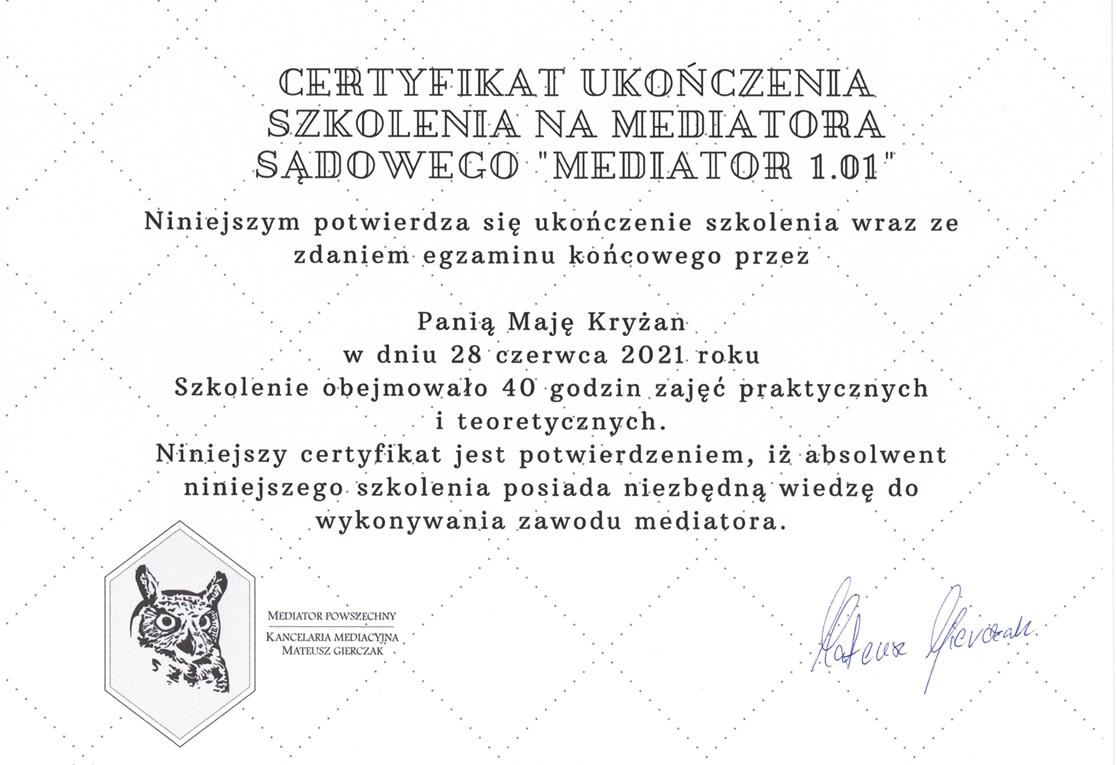 CERTYFIKAT UKOŃCZENIA
SZKOLENIA NA MEDIATORA
SĄDOWEGO "MEDIATOR 1.01"
Niniejszym potwierdza się ukończenie szkolenia wraz ze
zdaniem egzaminu końcowego przez
Panią Maję Kryżan
w dniu 28 czerwca 2021 roku
Szkolenie obejmowało 40 godzin zajęć praktycznych
i teoretycznych.
Niniejszy certyfikat jest potwierdzeniem, iż absolwent
niniejszego szkolenia posiada niezbędną wiedzę do
wykonywania zawodu mediatora.
MEDIATOR POWSZECHNY
KANCELARIA MEDIACYJNA
MATEUSZ GIERCZAK
Mateusz Gierczak